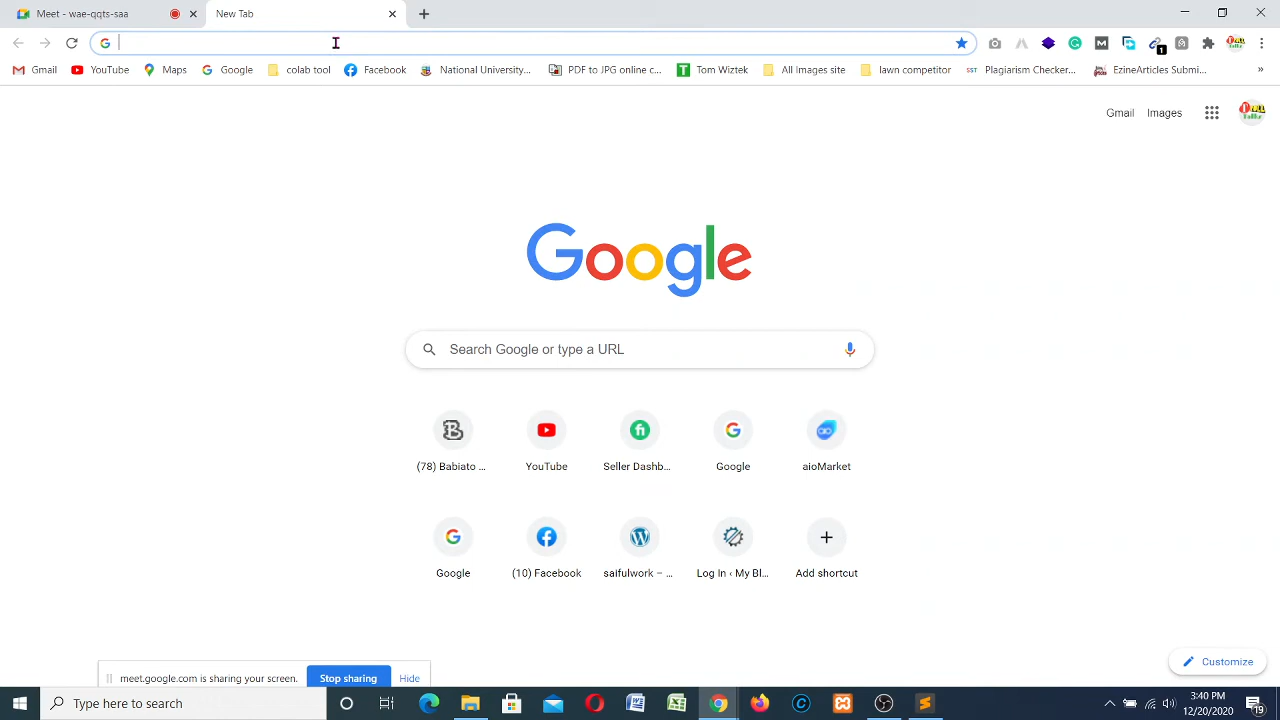 Meet - wae-qqts-saa
New Tab
Gmail YouTube Maps Google colab tool Facebook National University... PDF to JPG online c... Tom Wiztek All Images site lawn competitor Plagiarism Checker... EzineArticles Submi... »
Gmail Images
Google
Search Google or type a URL
(78) Babiato ... YouTube Seller Dashb... Google aioMarket
Google (10) Facebook saifulwork – ... Log In ‹ My Bl... Add shortcut
Customize
meet.google.com is sharing your screen. Stop sharing Hide
Type here to search
3:40 PM
12/20/2020